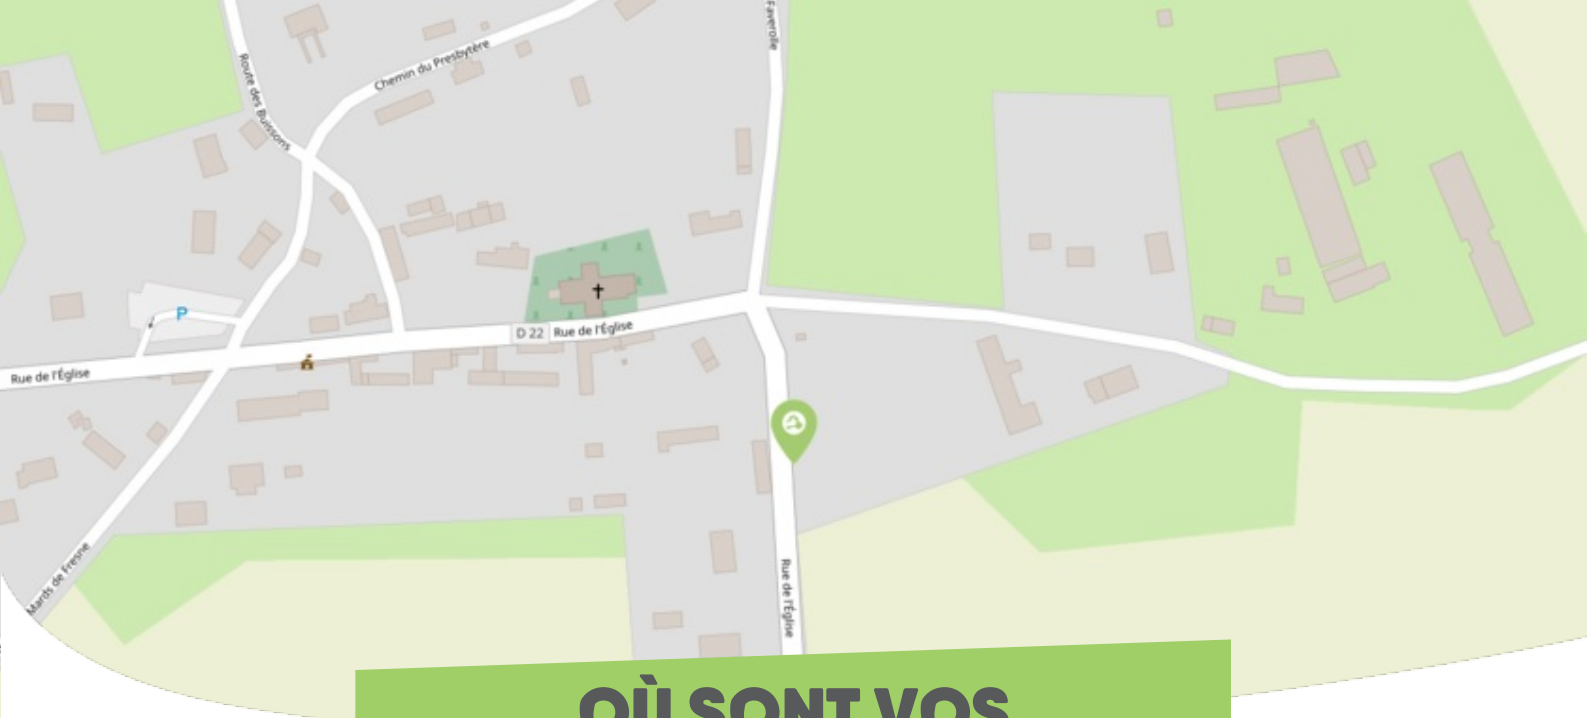 Faverolle
Route des Buissons
Chemin du Presbytère
P
D 22 Rue de l'Église
Rue de l'Église
Mards de Fresne
Rue de l'Église
OÙ SONT VOS